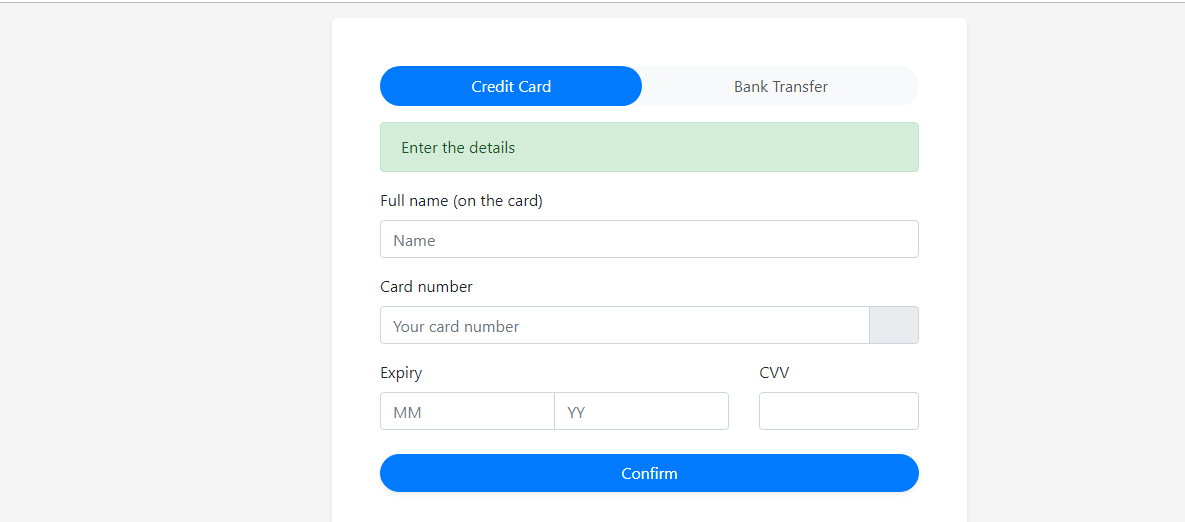 Credit Card
Bank Transfer
Enter the details
Full name (on the card)
Name
Card number
Your card number
Expiry
CVV
MM
YY
Confirm